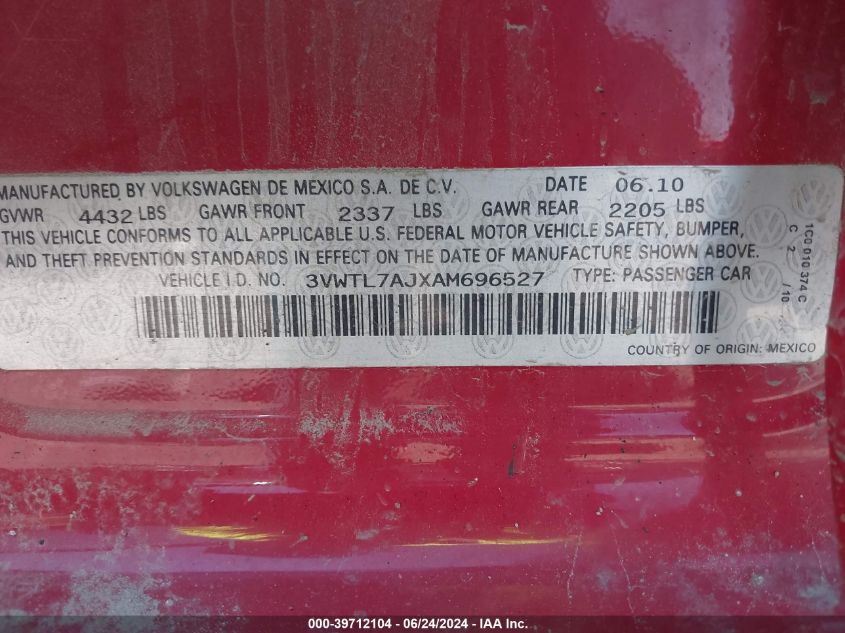 MANUFACTURED BY VOLKSWAGEN DE MEXICO S.A. DE C.V. DATE 06.10
GVWR 4432 LBS GAWR FRONT 2337 LBS GAWR REAR 2205 LBS
THIS VEHICLE CONFORMS TO ALL APPLICABLE U.S. FEDERAL MOTOR VEHICLE SAFETY, BUMPER,
AND THEFT PREVENTION STANDARDS IN EFFECT ON THE DATE OF MANUFACTURE SHOWN ABOVE.
VEHICLE I.D. NO. 3VWTL7AJXAM696527 TYPE: PASSENGER CAR
COUNTRY OF ORIGIN: MEXICO
1C0 010 374 C
C 2 /10
000-39712104 - 06/24/2024 - IAA Inc.